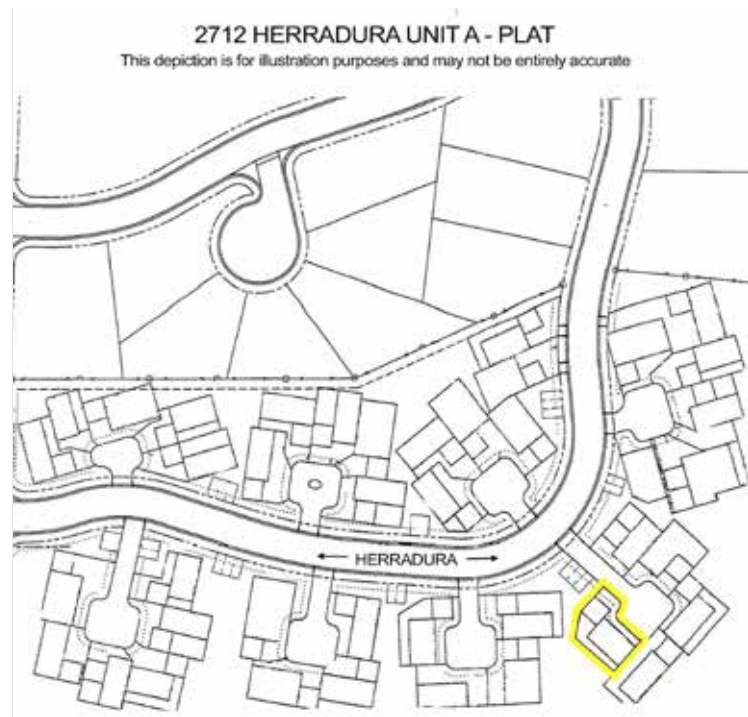 2712 HERRADURA UNIT A - PLAT
This depiction is for illustration purposes and may not be entirely accurate
HERRADURA